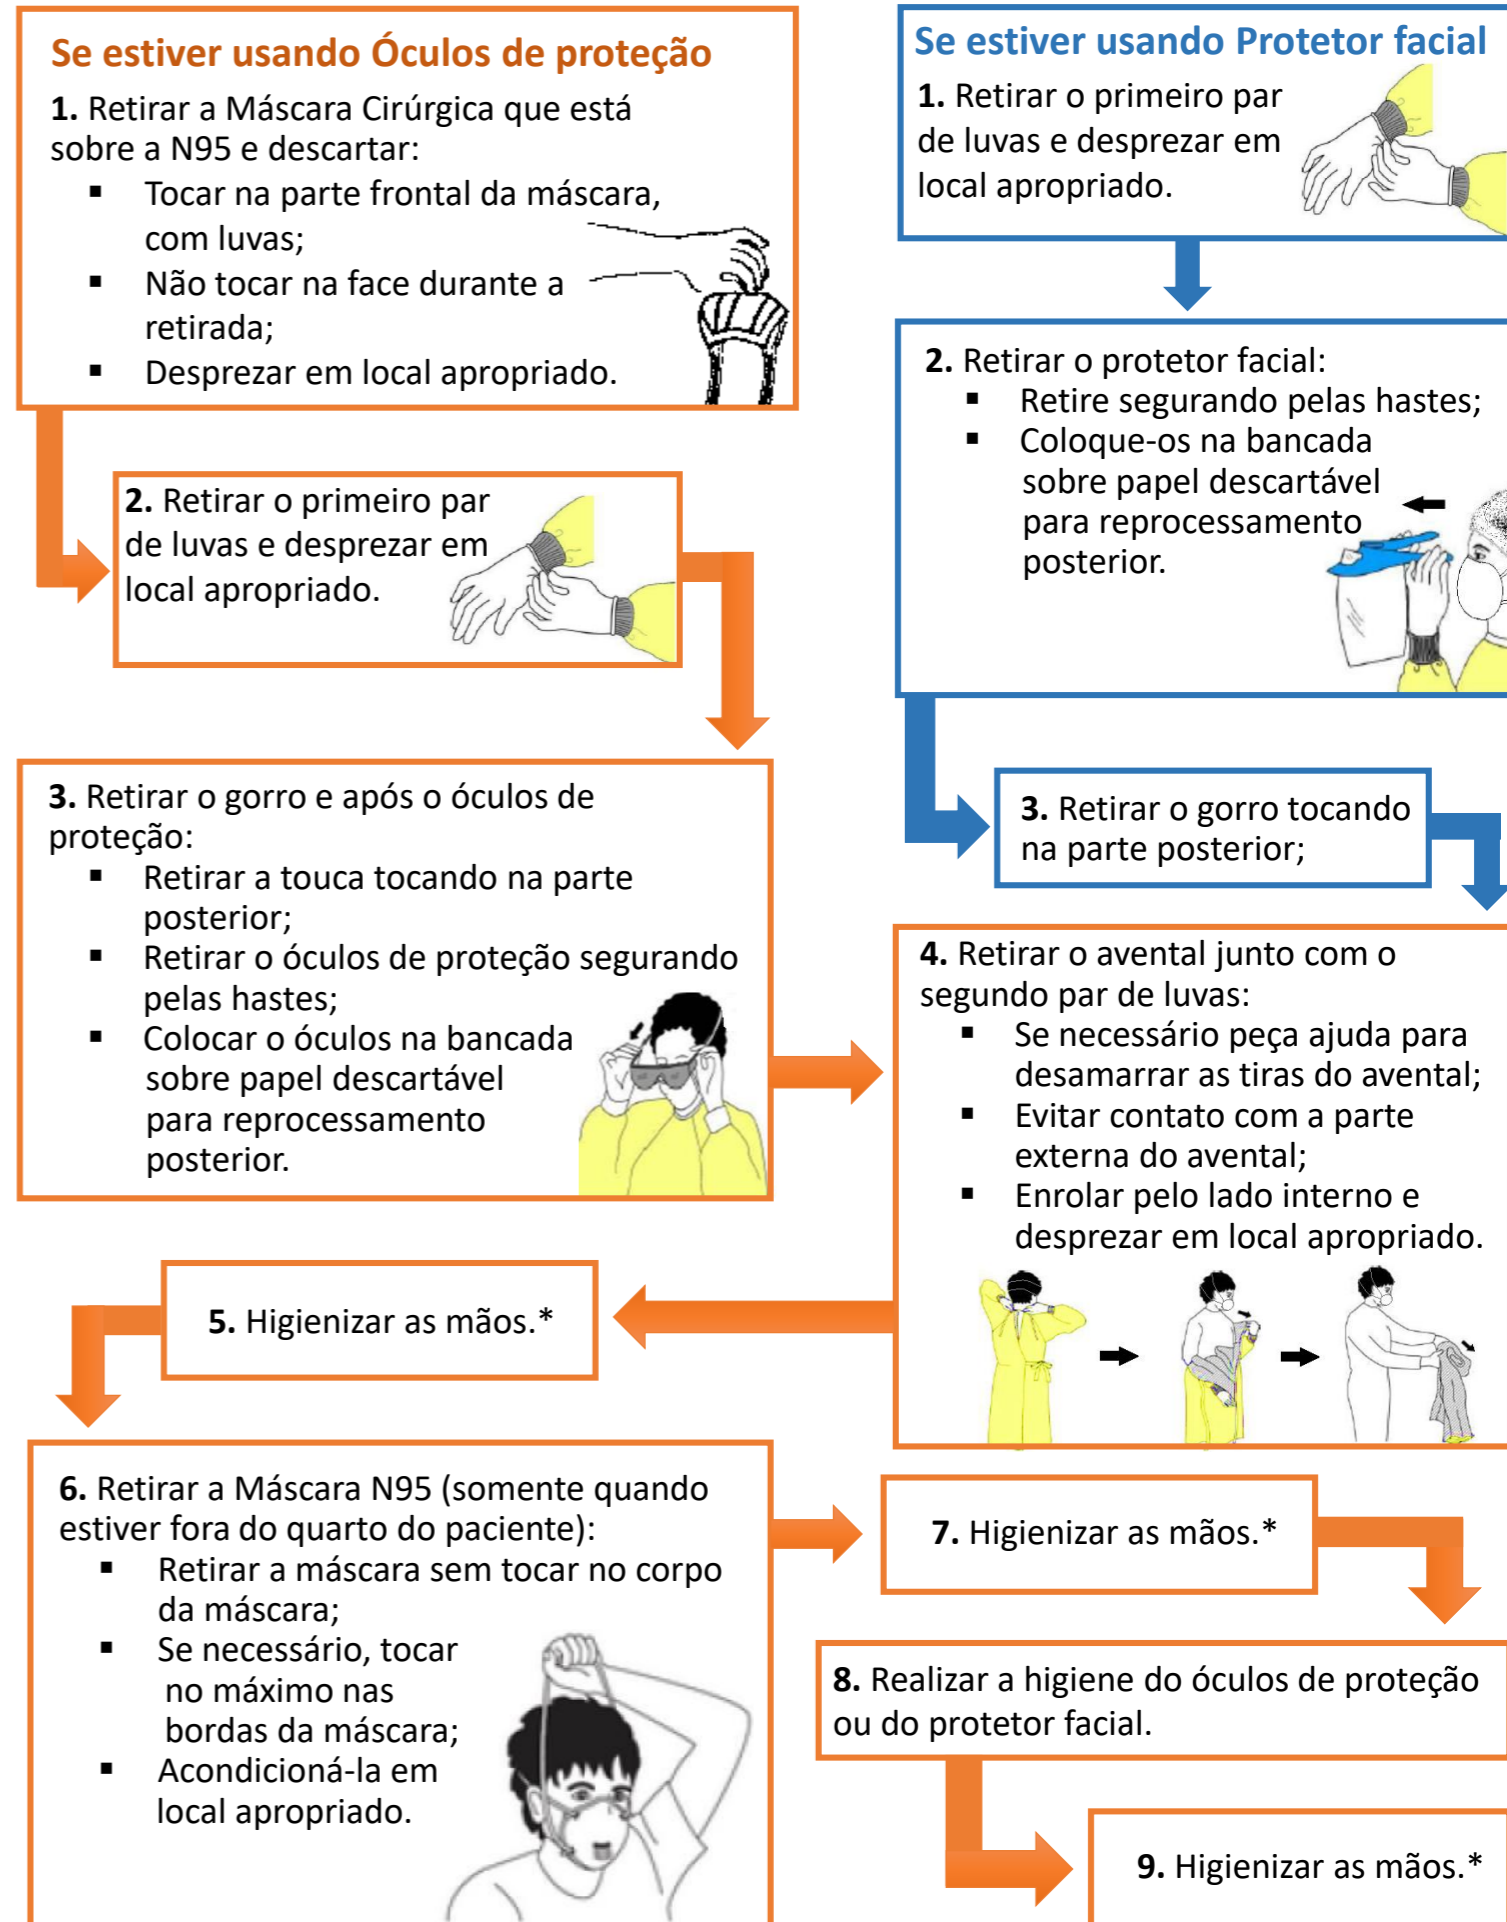 Se estiver usando Óculos de proteção
1. Retirar a Máscara Cirúrgica que está
sobre a N95 e descartar:
▪ Tocar na parte frontal da máscara,
com luvas;
▪ Não tocar na face durante a
retirada;
▪ Desprezar em local apropriado.
2. Retirar o primeiro par
de luvas e desprezar em
local apropriado.
3. Retirar o gorro e após o óculos de
proteção:
▪ Retirar a touca tocando na parte
posterior;
▪ Retirar o óculos de proteção segurando
pelas hastes;
▪ Colocar o óculos na bancada
sobre papel descartável
para reprocessamento
posterior.
Se estiver usando Protetor facial
1. Retirar o primeiro par
de luvas e desprezar em
local apropriado.
2. Retirar o protetor facial:
▪ Retire segurando pelas hastes;
▪ Coloque-os na bancada
sobre papel descartável
para reprocessamento
posterior.
3. Retirar o gorro tocando
na parte posterior;
4. Retirar o avental junto com o
segundo par de luvas:
▪ Se necessário peça ajuda para
desamarrar as tiras do avental;
▪ Evitar contato com a parte
externa do avental;
▪ Enrolar pelo lado interno e
desprezar em local apropriado.
5. Higienizar as mãos.*
6. Retirar a Máscara N95 (somente quando
estiver fora do quarto do paciente):
▪ Retirar a máscara sem tocar no corpo
da máscara;
▪ Se necessário, tocar
no máximo nas
bordas da máscara;
▪ Acondicioná-la em
local apropriado.
7. Higienizar as mãos.*
8. Realizar a higiene do óculos de proteção
ou do protetor facial.
9. Higienizar as mãos.*